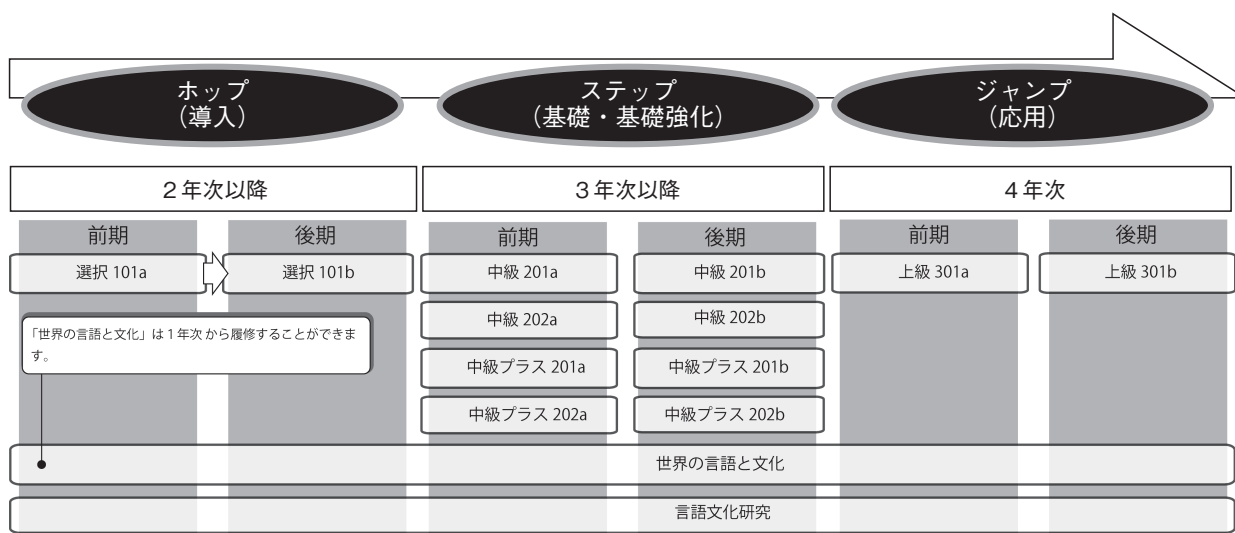 ホップ
（導入）
ステップ
（基礎・基礎強化）
ジャンプ
（応用）
２年次以降
３年次以降
４年次
前期
後期
前期
後期
前期
後期
選択 101a
選択 101b
中級 201a
中級 201b
上級 301a
上級 301b
中級 202a
中級 202b
「世界の言語と文化」は１年次から履修することができま
す。
中級プラス 201a
中級プラス 201b
中級プラス 202a
中級プラス 202b
世界の言語と文化
言語文化研究